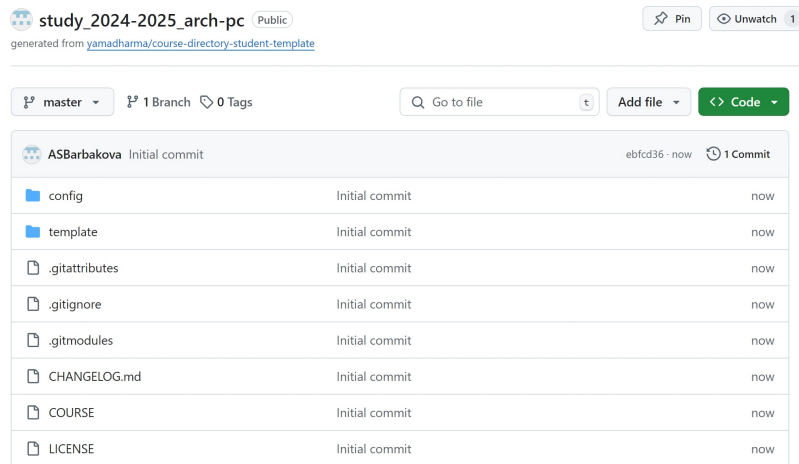 study_2024-2025_arch-pc Public Pin Unwatch 1
generated from yamadharma/course-directory-student-template
master 1 Branch 0 Tags Go to file t Add file <> Code
ASBarbakova Initial commit ebfcd36 · now 1 Commit
config Initial commit now
template Initial commit now
.gitattributes Initial commit now
.gitignore Initial commit now
.gitmodules Initial commit now
CHANGELOG.md Initial commit now
COURSE Initial commit now
LICENSE Initial commit now